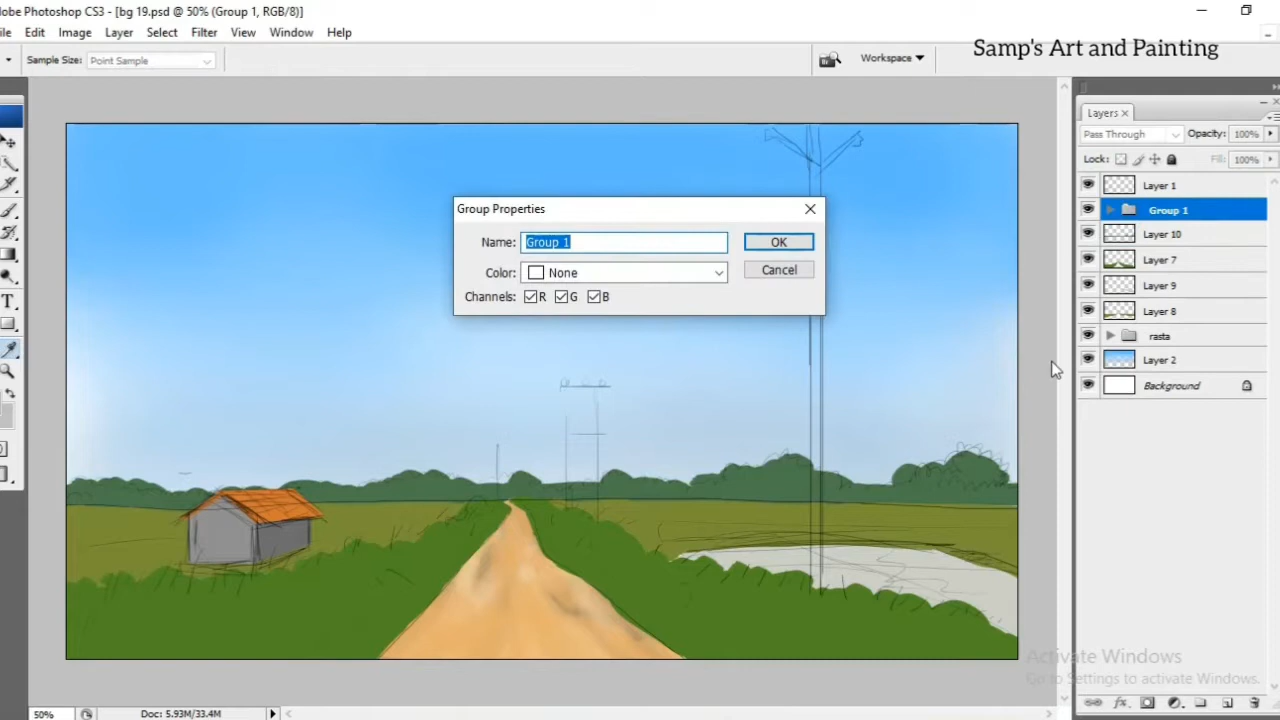 dobe Photoshop CS3 - [bg 19.psd @ 50% (Group 1, RGB/8)]
ile Edit Image Layer Select Filter View Window Help
Sample Size: Point Sample
Workspace
Samp's Art and Painting
Layers
Pass Through
Opacity: 100%
Lock:
Fill: 100%
Layer 1
Group 1
Layer 10
Layer 7
Layer 9
Layer 8
rasta
Layer 2
Background
Group Properties
Name: Group 1
OK
Color: None
Cancel
Channels: R G B
Activate Windows
Go to Settings to activate Windows.
50%
Doc: 5.93M/33.4M